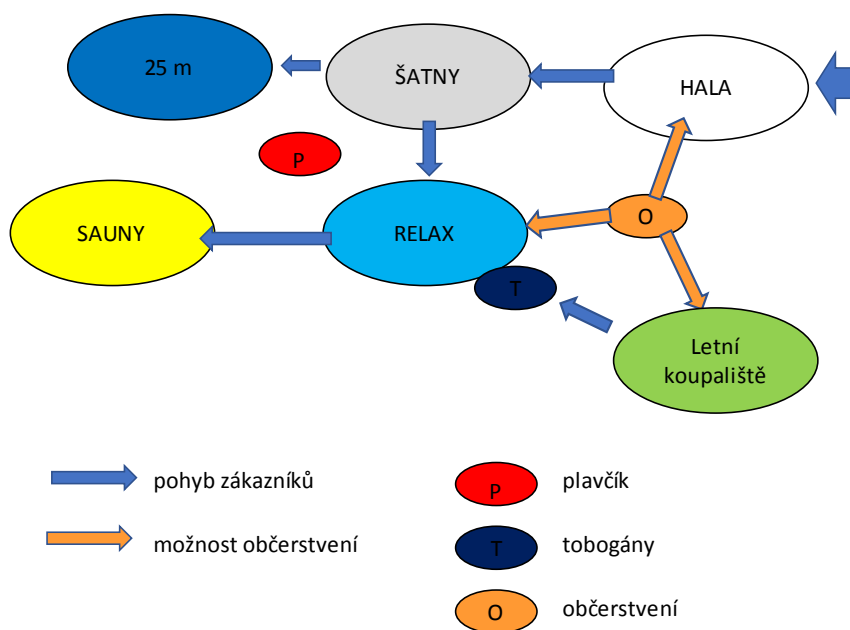 25 m
ŠATNY
HALA
P
SAUNY
RELAX
O
T
Letní
koupaliště
pohyb zákazníků
P
plavčík
možnost občerstvení
T
tobogány
O
občerstvení